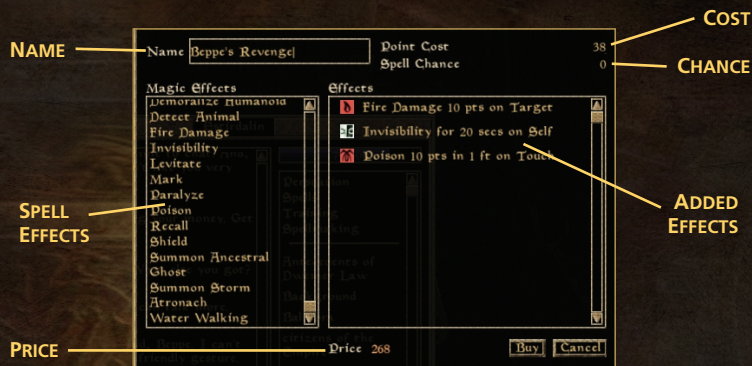 COST
NAME
Name Beppe's Revenge
Point Cost 38
Spell Chance 0
CHANCE
Magic Effects
Effects
Demoralize Humanoid
Detect Animal
Fire Damage
Invisibility
Levitate
Mark
Paralyze
Poison
Recall
Shield
Summon Ancestral
Ghost
Summon Storm
Atronach
Water Walking
Fire Damage 10 pts on Target
Invisibility for 20 secs on Self
Poison 10 pts in 1 ft on Touch
SPELL
EFFECTS
ADDED
EFFECTS
PRICE
Price 268
Buy
Cancel